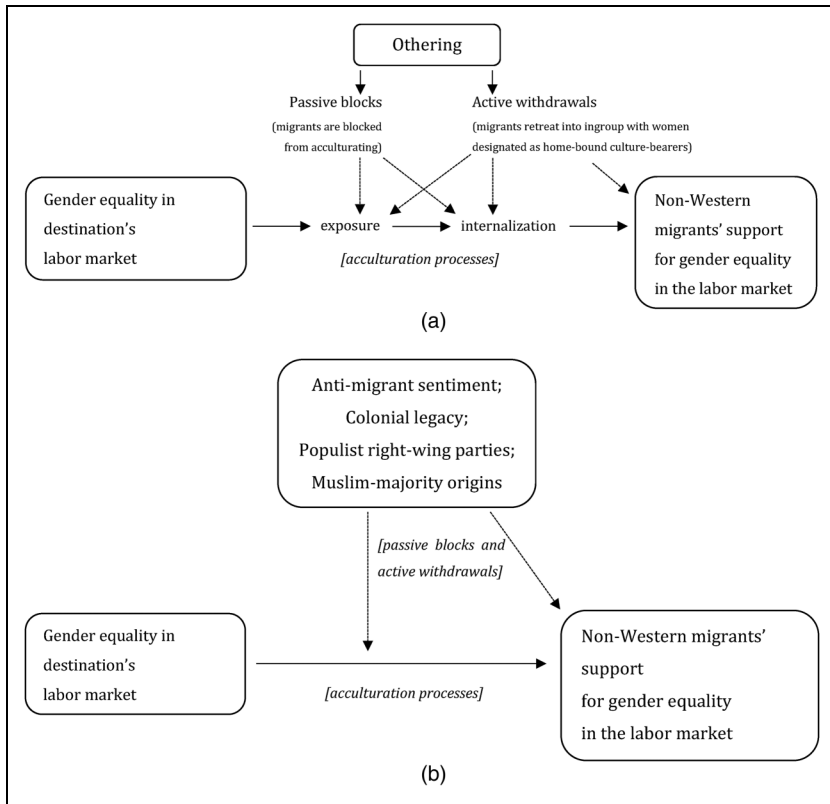 Othering
Passive blocks
(migrants are blocked
from acculturating)
Active withdrawals
(migrants retreat into ingroup with women
designated as home-bound culture-bearers)
Gender equality in
destination's
labor market
exposure
internalization
[acculturation processes]
Non-Western
migrants' support
for gender equality
in the labor market
(a)
Anti-migrant sentiment;
Colonial legacy;
Populist right-wing parties;
Muslim-majority origins
[passive blocks and
active withdrawals]
Gender equality in
destination's
labor market
[acculturation processes]
Non-Western migrants'
support
for gender equality
in the labor market
(b)